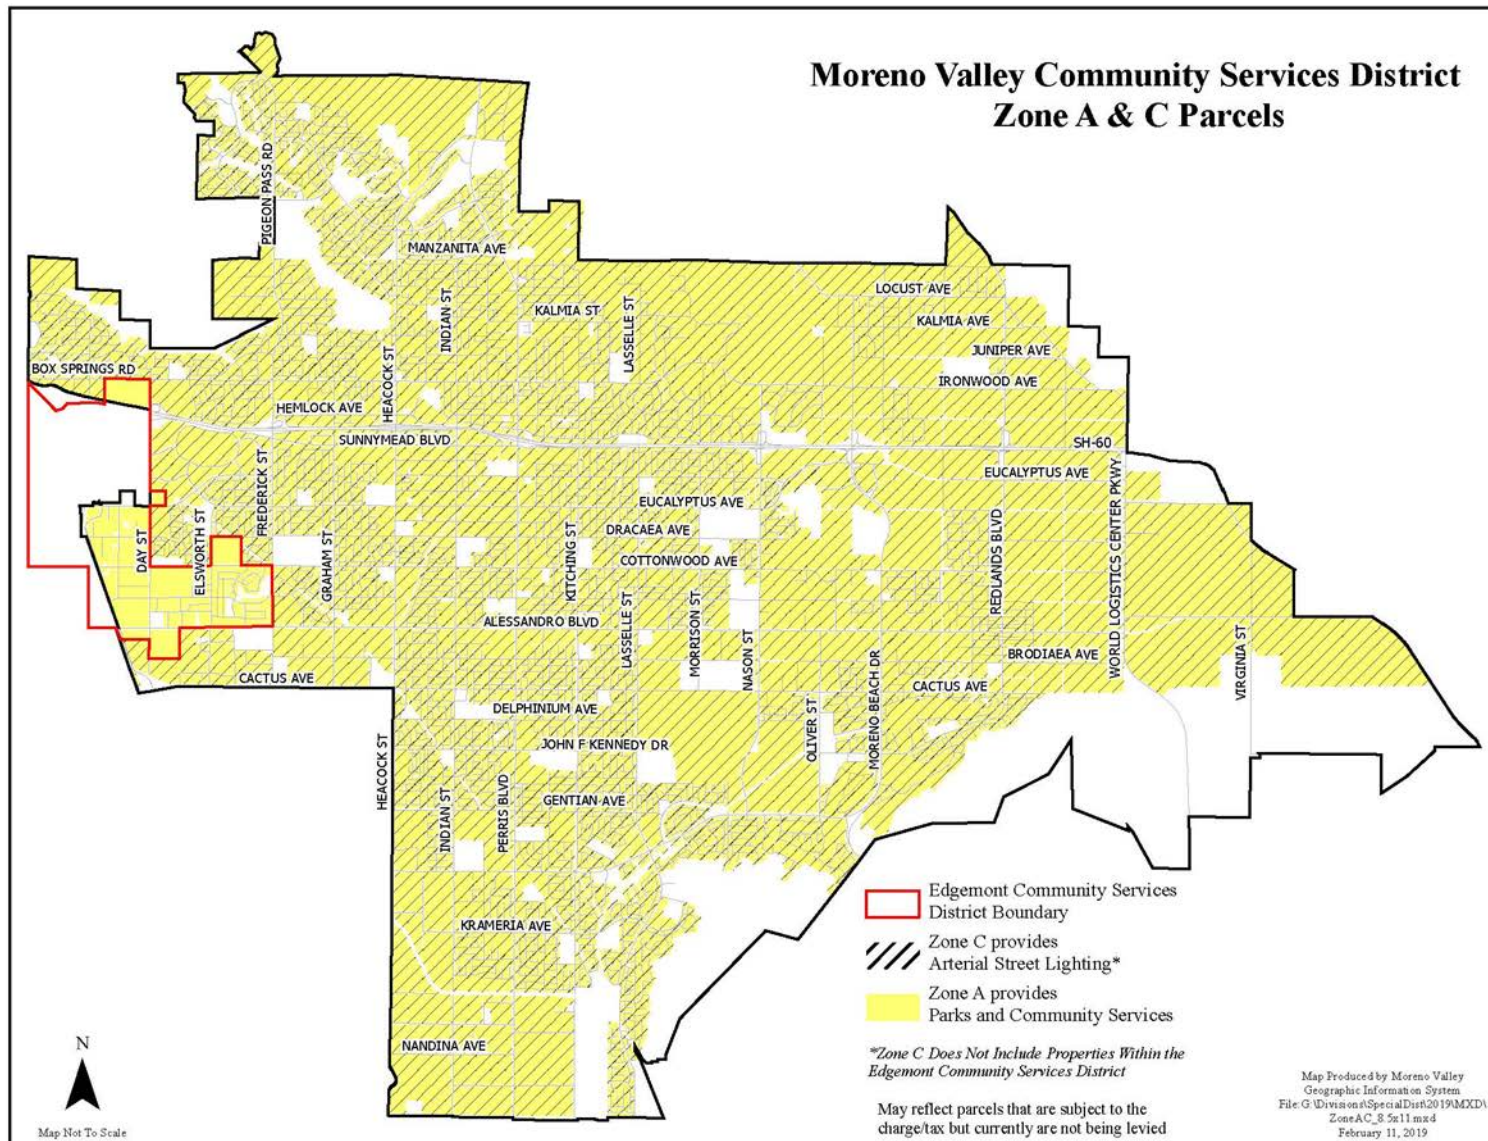 Moreno Valley Community Services District
Zone A & C Parcels
PIGEON PASS RD
MANZANITA AVE
LOCUST AVE
INDIAN ST
KALMIA ST
LASSELLE ST
KALMIA AVE
JUNIPER AVE
BOX SPRINGS RD
HEACOCK ST
IRONWOOD AVE
HEMLOCK AVE
SUNNYMEAD BLVD
SH-60
FREDERICK ST
EUCALYPTUS AVE
EUCALYPTUS AVE
WORLD LOGISTICS CENTER PKWY
DRACAEA AVE
DAY ST
ELSWORTH ST
GRAHAM ST
KITCHING ST
COTTONWOOD AVE
REDLANDS BLVD
ALESSANDRO BLVD
LASSELLE ST
MORRISON ST
NASON ST
BRODIAEA AVE
VIRGINIA ST
CACTUS AVE
MORENO BEACH DR
CACTUS AVE
DELPHINIUM AVE
OLIVER ST
JOHN F KENNEDY DR
HEACOCK ST
INDIAN ST
PERRIS BLVD
GENTIAN AVE
KRAMERIA AVE
NANDINA AVE
Edgemont Community Services
District Boundary
Zone C provides
Arterial Street Lighting*
Zone A provides
Parks and Community Services
*Zone C Does Not Include Properties Within the
Edgemont Community Services District
May reflect parcels that are subject to the
charge/tax but currently are not being levied
N
Map Not To Scale
Map Produced by Moreno Valley
Geographic Information System
File: G:\Divisions\SpecialDist\2019\MXD\
ZoneAC_8.5x11.mxd
February 11, 2019